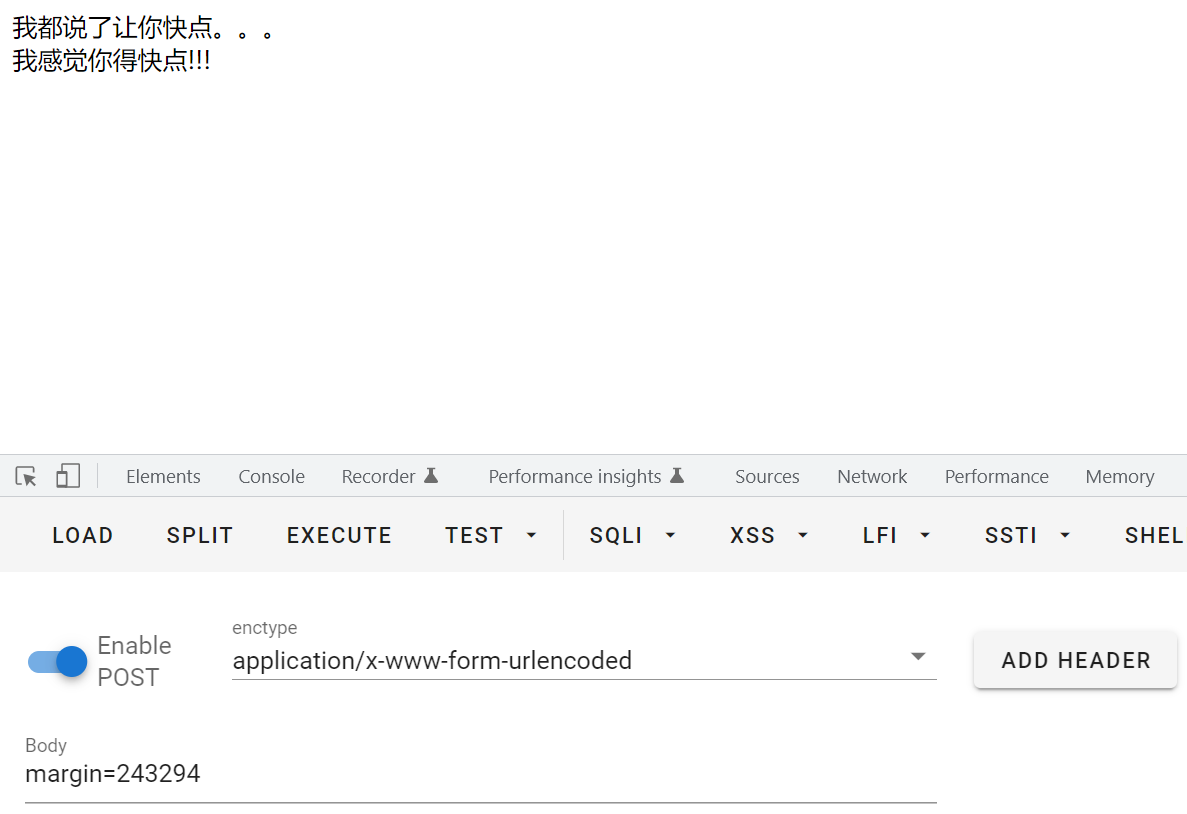 我都说了让你快点。。。
我感觉你得快点!!!
Elements Console Recorder Performance insights Sources Network Performance Memory
LOAD SPLIT EXECUTE TEST SQLI XSS LFI SSTI SHEL
enctype
Enable
POST
application/x-www-form-urlencoded
ADD HEADER
Body
margin=243294